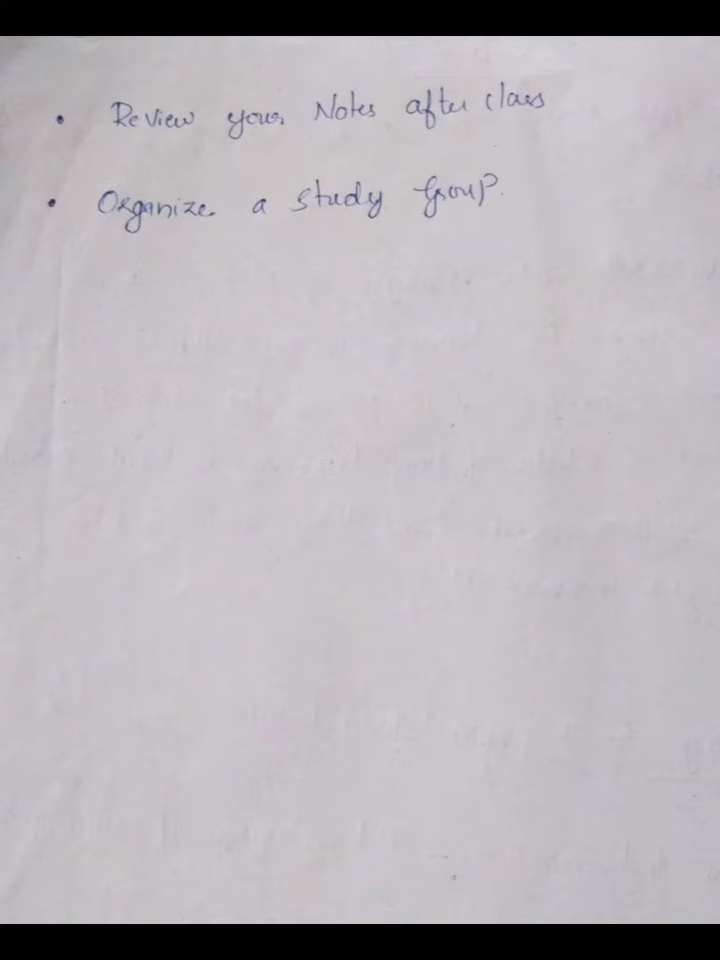 • Review your Notes after class
• Organize a study Group.